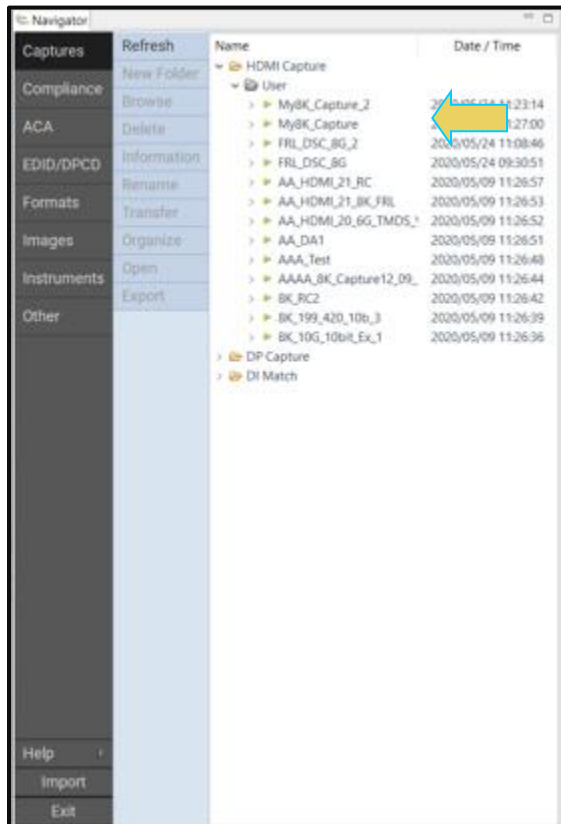 Navigator
Captures
Compliance
ACA
EDID/DPCD
Formats
Images
Instruments
Other
Help
Import
Exit
Refresh
New Folder
Browse
Delete
Information
Rename
Transfer
Organize
Open
Export
Name Date / Time
HDMI Capture
User
My8K_Capture_2 23:14
My8K_Capture 27:00
FRL_DSC_8G_2 2020/05/24 11:08:46
FRL_DSC_8G 2020/05/24 09:30:51
AA_HDMI_21_RC 2020/05/09 11:26:57
AA_HDMI_21_8K_FRL 2020/05/09 11:26:53
AA_HDMI_20_6G_TMDS_ 2020/05/09 11:26:52
AA_DA1 2020/05/09 11:26:51
AAA_Test 2020/05/09 11:26:48
AAAA_8K_Capture12_09_ 2020/05/09 11:26:44
8K_RC2 2020/05/09 11:26:42
8K_199_420_10b_3 2020/05/09 11:26:39
8K_10G_10bit_Ex_1 2020/05/09 11:26:36
DP Capture
DI Match